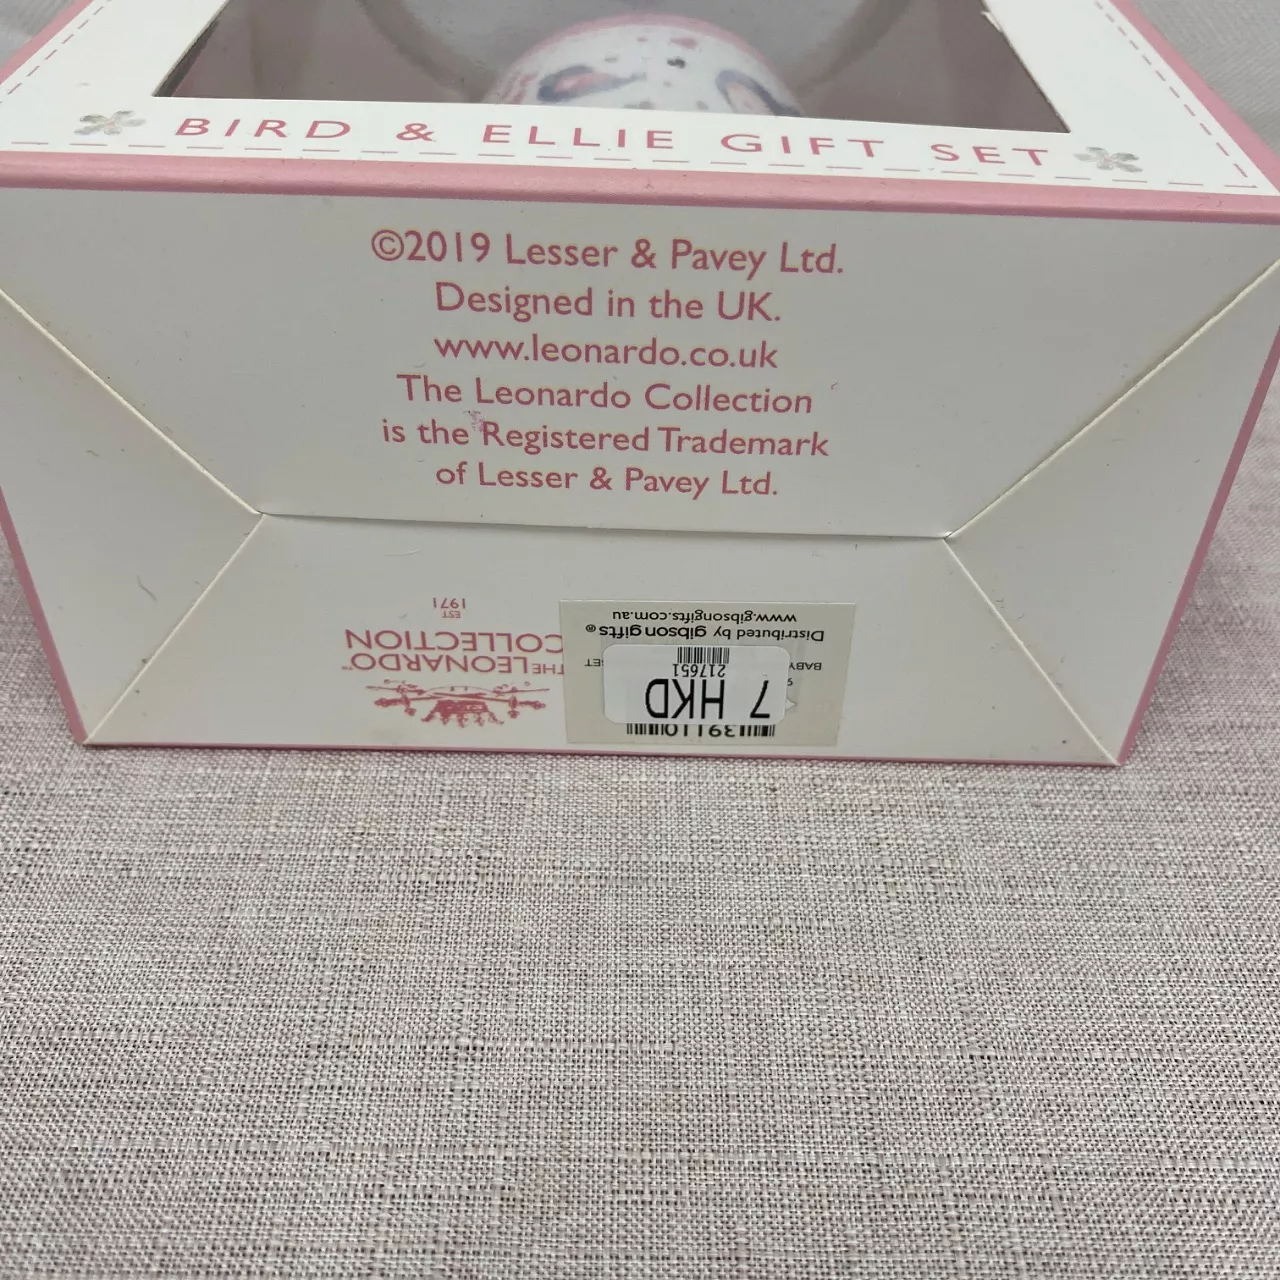 BIRD & ELLIE GIFT SET
©2019 Lesser & Pavey Ltd.
Designed in the UK.
www.leonardo.co.uk
The Leonardo Collection
is the Registered Trademark
of Lesser & Pavey Ltd.
THE LEONARDO™
COLLECTION
EST
1971
BABY
7 HKD
217651
Distributed by gibson gifts®
www.gibsongifts.com.au